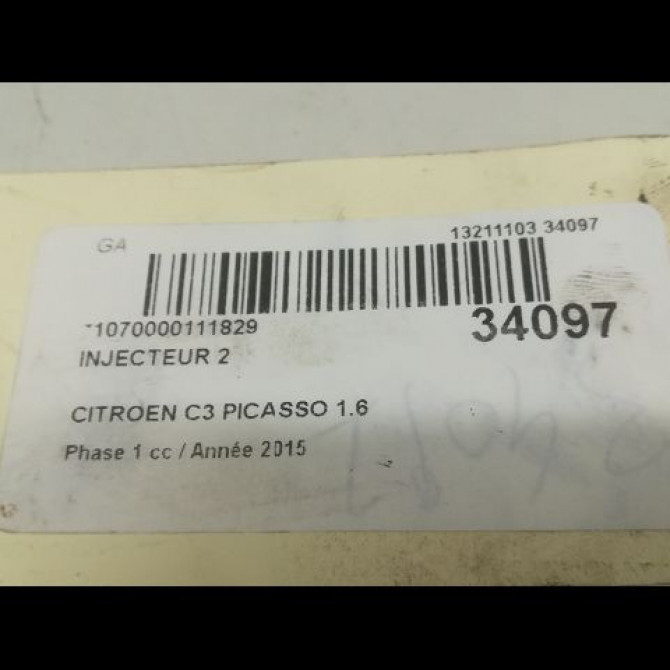 GA
13211103 34097
1070000111829
34097
INJECTEUR 2
CITROEN C3 PICASSO 1.6
Phase 1 cc / Année 2015